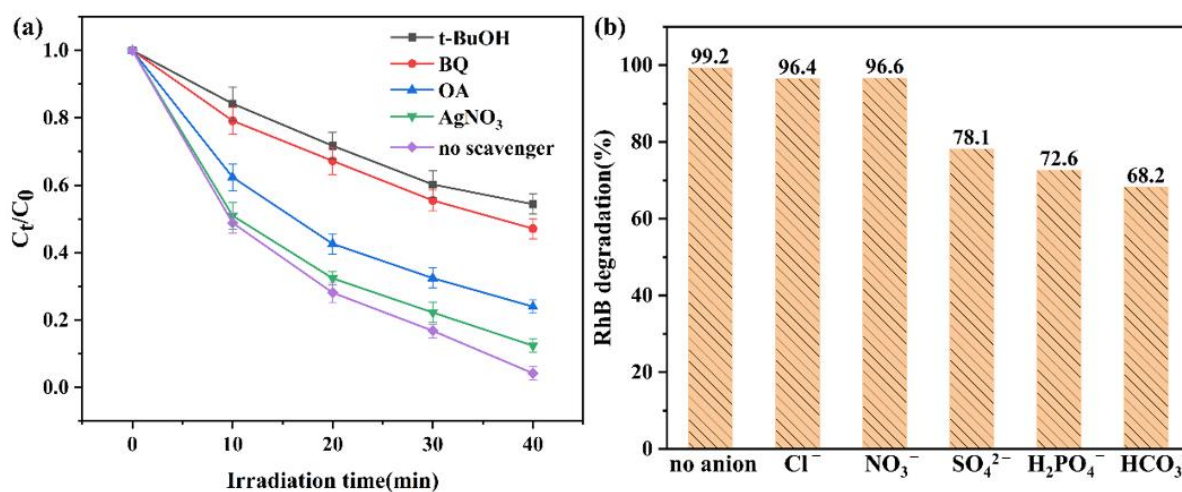 (a)
t-BuOH
BQ
OA
AgNO₃
no scavenger
1.0
0.8
0.6
0.4
0.2
0.0
Cₜ/C₀
0 10 20 30 40
Irradiation time(min)
(b)
100
80
60
40
20
0
RhB degradation(%)
99.2 96.4 96.6 78.1 72.6 68.2
no anion Cl⁻ NO₃⁻ SO₄²⁻ H₂PO₄⁻ HCO₃